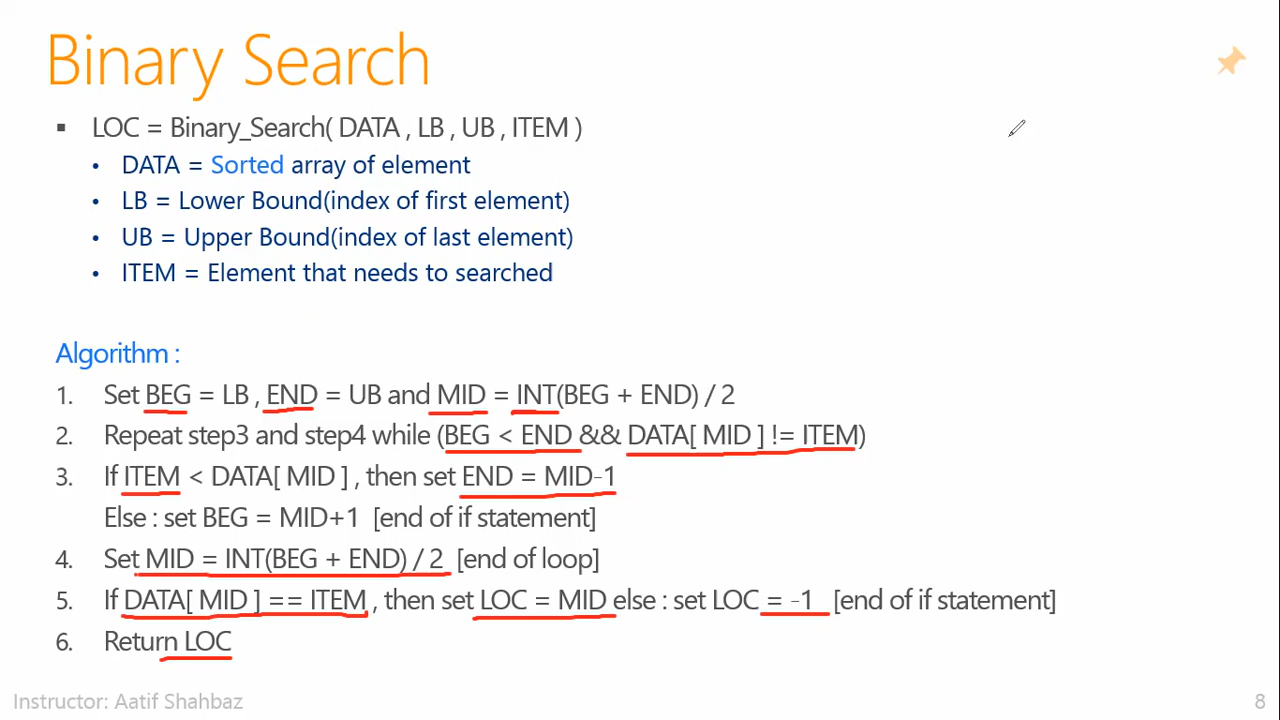 Binary Search
▪ LOC = Binary_Search( DATA , LB , UB , ITEM )
• DATA = Sorted array of element
• LB = Lower Bound(index of first element)
• UB = Upper Bound(index of last element)
• ITEM = Element that needs to searched
Algorithm :
1. Set BEG = LB , END = UB and MID = INT(BEG + END) / 2
2. Repeat step3 and step4 while (BEG < END && DATA[ MID ] != ITEM)
3. If ITEM < DATA[ MID ] , then set END = MID-1
Else : set BEG = MID+1 [end of if statement]
4. Set MID = INT(BEG + END) / 2 [end of loop]
5. If DATA[ MID ] == ITEM , then set LOC = MID else : set LOC = -1 [end of if statement]
6. Return LOC
Instructor: Aatif Shahbaz 8